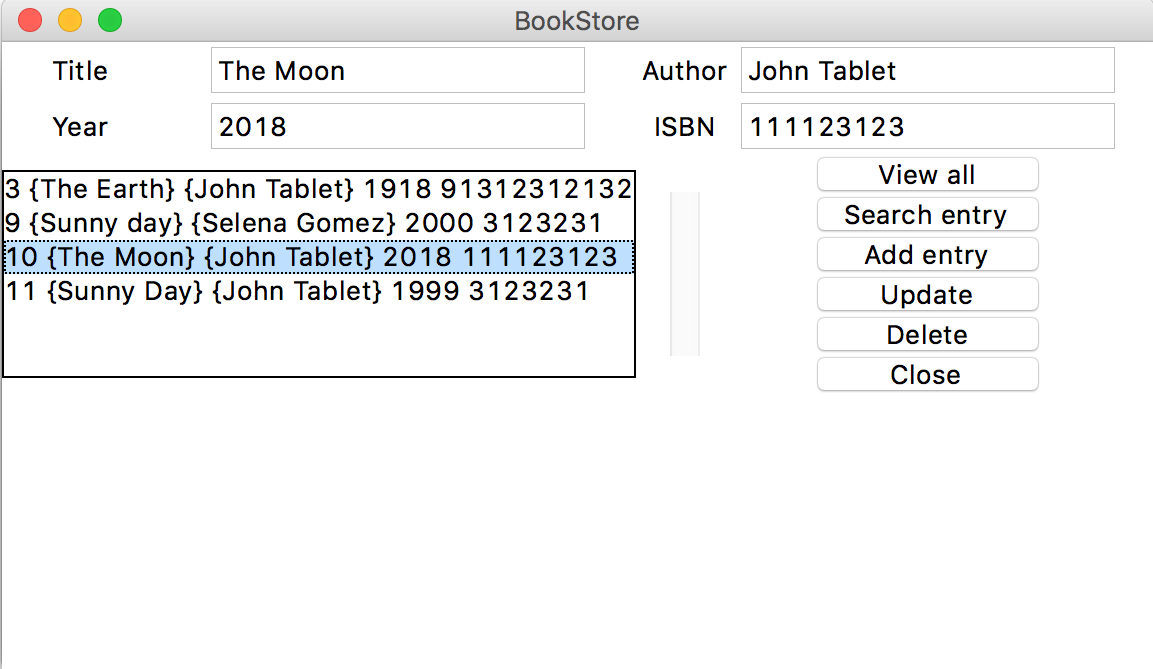 BookStore
Title The Moon Author John Tablet
Year 2018 ISBN 111123123
3 {The Earth} {John Tablet} 1918 91312312132
9 {Sunny day} {Selena Gomez} 2000 3123231
10 {The Moon} {John Tablet} 2018 111123123
11 {Sunny Day} {John Tablet} 1999 3123231
View all
Search entry
Add entry
Update
Delete
Close